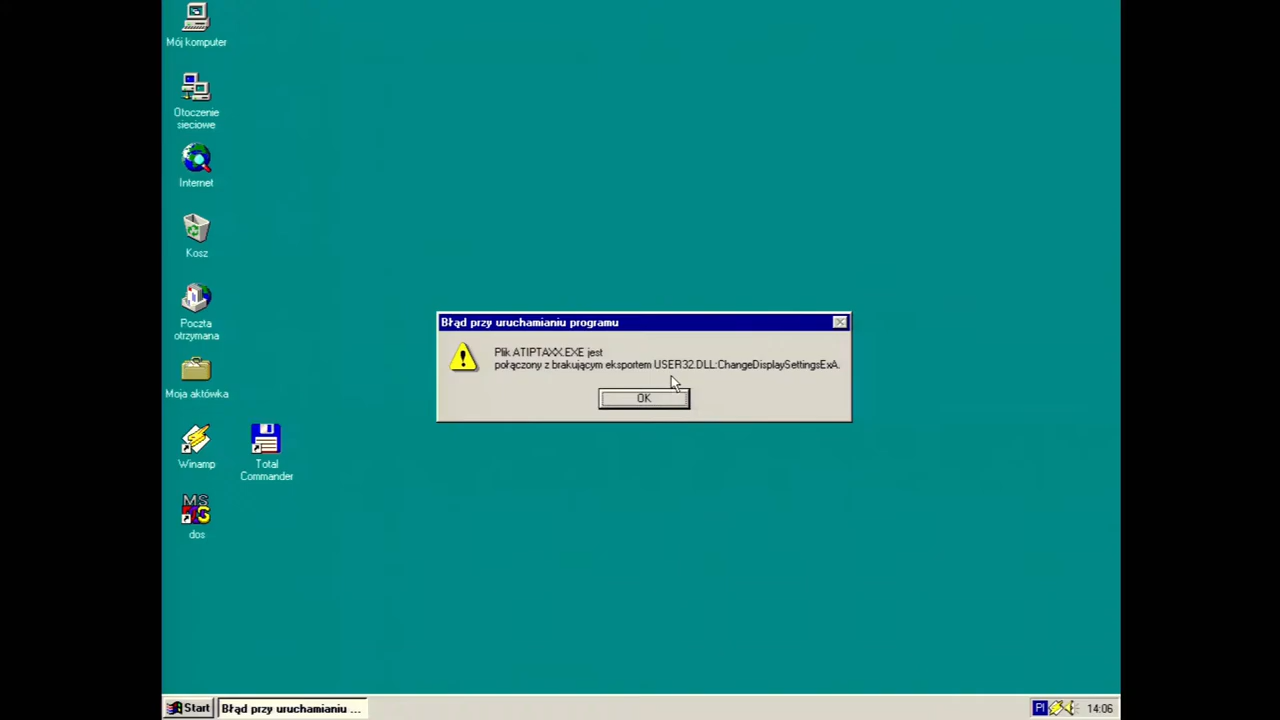 Mój komputer
Otoczenie
sieciowe
Internet
Kosz
Poczta
otrzymana
Moja aktówka
Winamp
Total
Commander
MS
dos
Błąd przy uruchamianiu programu
Plik ATIPTAXX.EXE jest
połączony z brakującym eksportem USER32.DLL:ChangeDisplaySettingsExA.
OK
Start
Błąd przy uruchamianiu ...
Pl
14:06